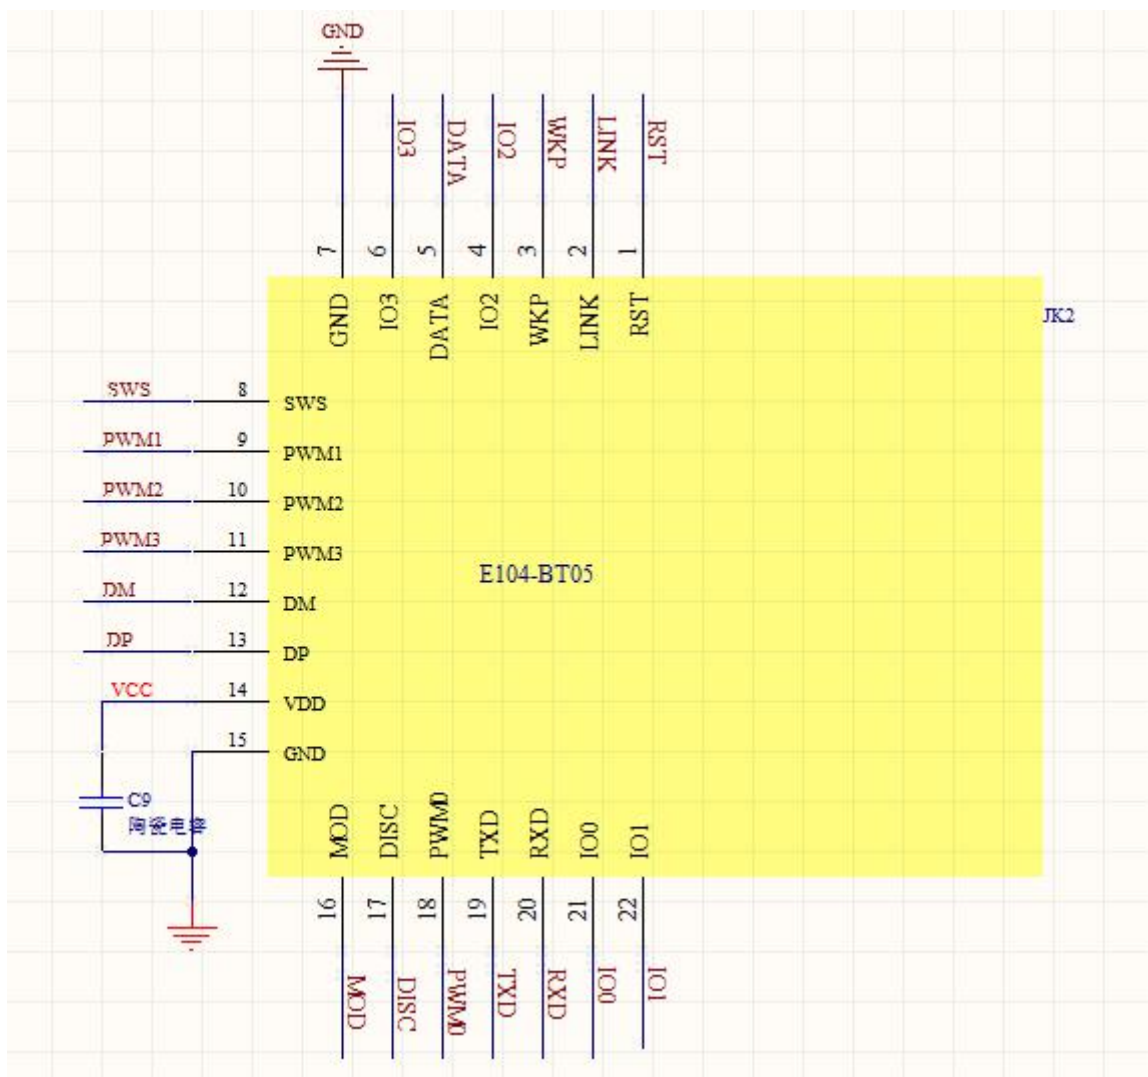 GND
IO3
DATA
IO2
WKP
LINK
RST
7
6
5
4
3
2
1
GND
IO3
DATA
IO2
WKP
LINK
RST
JK2
SWS
8
SWS
PWM1
9
PWM1
PWM2
10
PWM2
PWM3
11
PWM3
E104-BT05
DM
12
DM
DP
13
DP
VCC
14
VDD
15
GND
C9
陶瓷电容
MOD
DISC
PWM0
TXD
RXD
IO0
IO1
16
17
18
19
20
21
22
MOD
DISC
PWM0
TXD
RXD
IO0
IO1